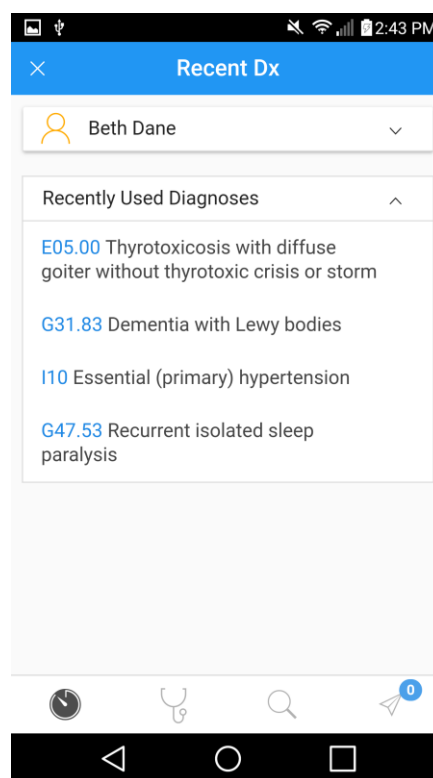 2:43 PM
Recent Dx
Beth Dane
Recently Used Diagnoses
E05.00 Thyrotoxicosis with diffuse
goiter without thyrotoxic crisis or storm
G31.83 Dementia with Lewy bodies
I10 Essential (primary) hypertension
G47.53 Recurrent isolated sleep
paralysis
0